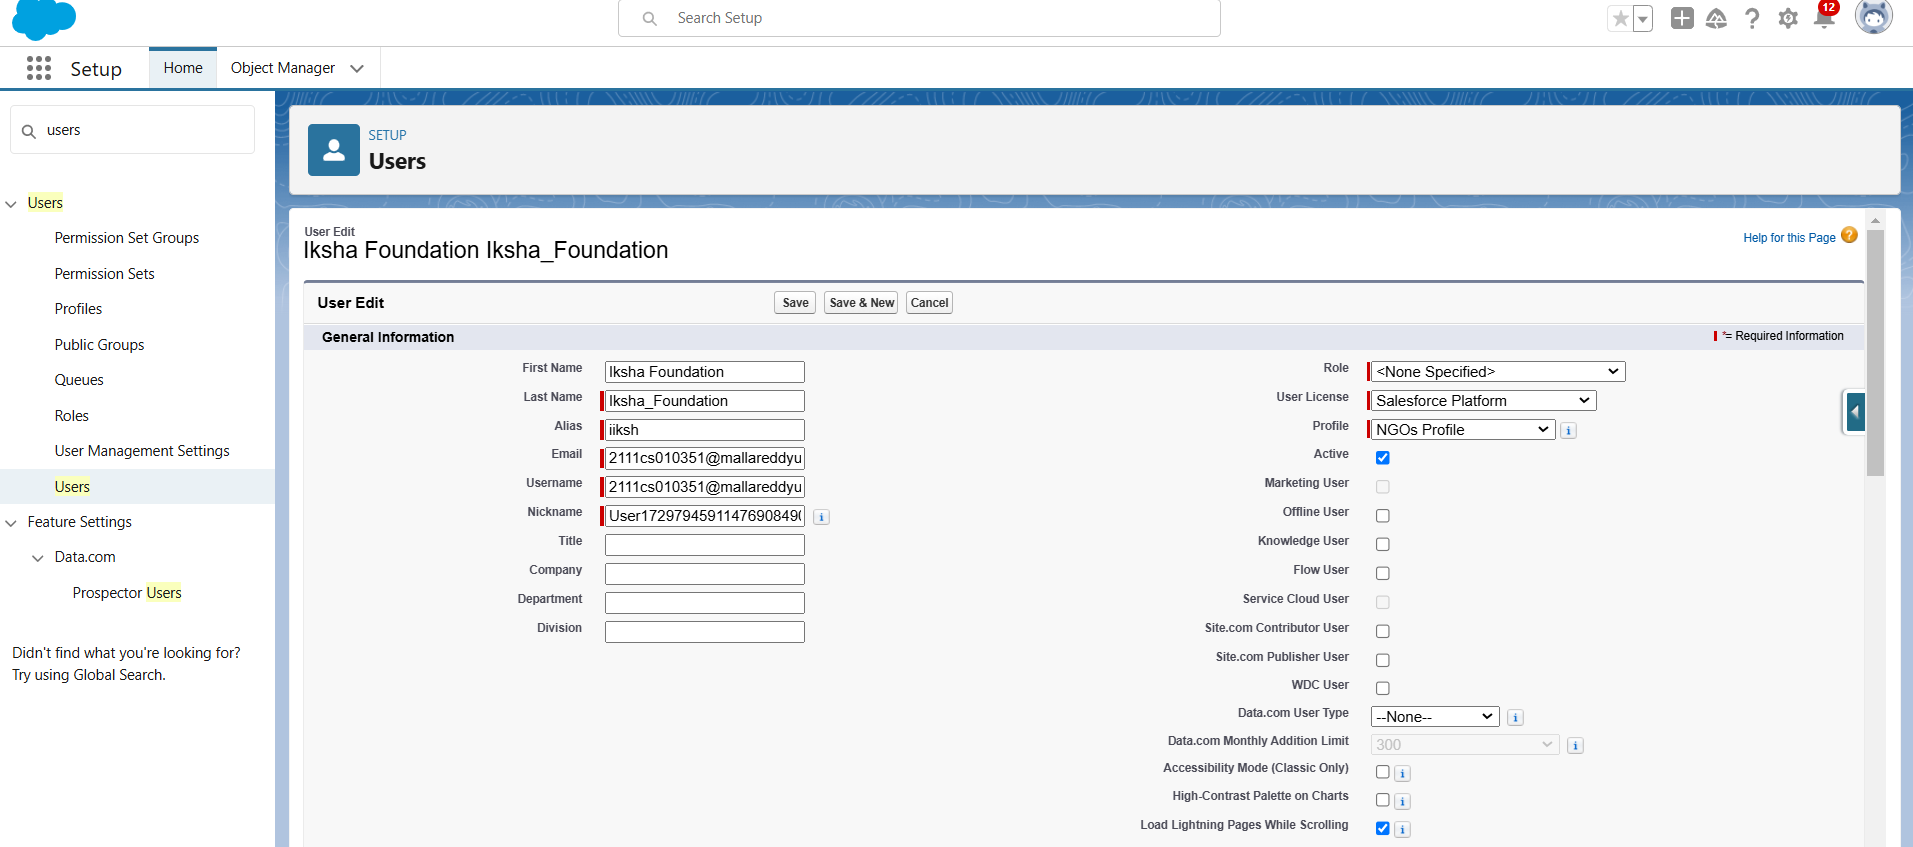 Search Setup
12
Setup
Home
Object Manager
users
SETUP
Users
Users
Permission Set Groups
Permission Sets
Profiles
Public Groups
Queues
Roles
User Management Settings
Users
Feature Settings
Data.com
Prospector Users
Didn't find what you're looking for?
Try using Global Search.
User Edit
Iksha Foundation Iksha_Foundation
Help for this Page ?
User Edit
Save
Save & New
Cancel
General Information
*= Required Information
First Name Iksha Foundation
Last Name Iksha_Foundation
Alias iiksh
Email 2111cs010351@mallareddyu
Username 2111cs010351@mallareddyu
Nickname User172979459114769084 i
Title
Company
Department
Division
Role <None Specified>
User License Salesforce Platform
Profile NGOs Profile i
Active
Marketing User
Offline User
Knowledge User
Flow User
Service Cloud User
Site.com Contributor User
Site.com Publisher User
WDC User
Data.com User Type --None-- i
Data.com Monthly Addition Limit 300 i
Accessibility Mode (Classic Only) i
High-Contrast Palette on Charts i
Load Lightning Pages While Scrolling i